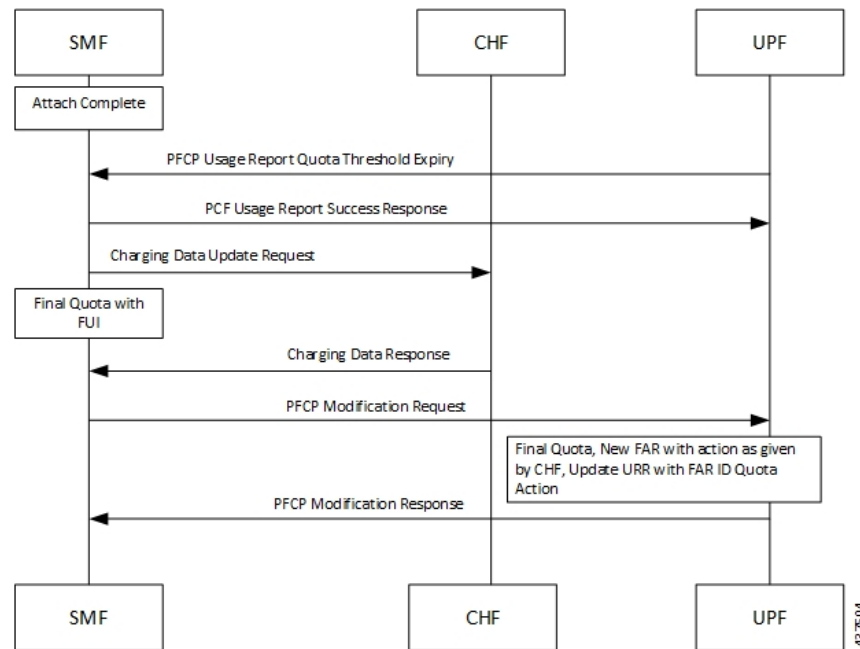 SMF
CHF
UPF
Attach Complete
PFCP Usage Report Quota Threshold Expiry
PCF Usage Report Success Response
Charging Data Update Request
Final Quota with
FUI
Charging Data Response
PFCP Modification Request
Final Quota, New FAR with action as given
by CHF, Update URR with FAR ID Quota
Action
PFCP Modification Response
SMF
CHF
UPF